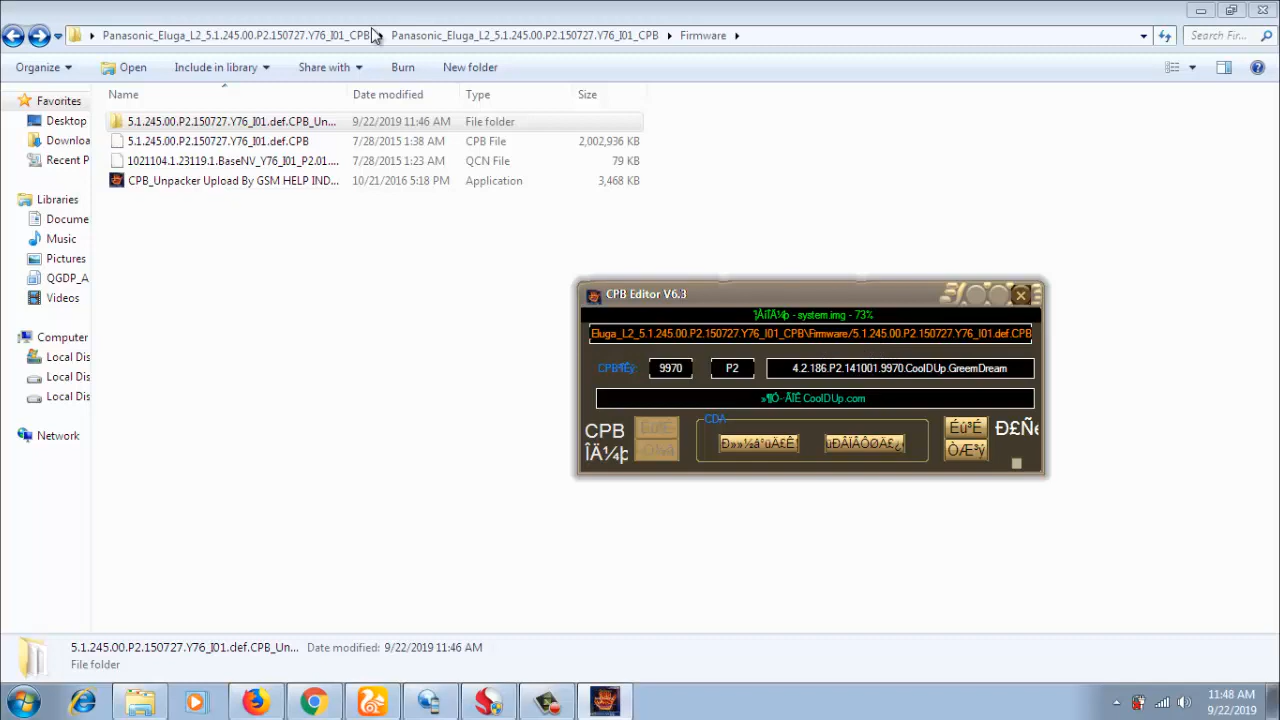 Panasonic_Eluga_L2_5.1.245.00.P2.150727.Y76_I01_CPB Panasonic_Eluga_L2_5.1.245.00.P2.150727.Y76_I01_CPB Firmware
Search Fir...
Organize Open Include in library Share with Burn New folder
Name Date modified Type Size
Favorites
Desktop
Downloa
Recent P
Libraries
Docume
Music
Pictures
QGDP_A
Videos
Computer
Local Dis
Local Dis
Local Dis
Network
5.1.245.00.P2.150727.Y76_I01.def.CPB_Un... 9/22/2019 11:46 AM File folder
5.1.245.00.P2.150727.Y76_I01.def.CPB 7/28/2015 1:38 AM CPB File 2,002,936 KB
1021104.1.23119.1.BaseNV_Y76_I01_P2.01.... 7/28/2015 1:23 AM QCN File 79 KB
CPB_Unpacker Upload By GSM HELP IND... 10/21/2016 5:18 PM Application 3,468 KB
CPB Editor V6.3
- system.img - 73%
Eluga_L2_5.1.245.00.P2.150727.Y76_I01_CPB\Firmware/5.1.245.00.P2.150727.Y76_I01.def.CPB
9970 P2 4.2.186.P2.141001.9970.CoolDUp.GreemDream
CoolDUp.com
CDA
CPB
ÎÄ¼þ
5.1.245.00.P2.150727.Y76_I01.def.CPB_Un... Date modified: 9/22/2019 11:46 AM
File folder
11:48 AM
9/22/2019